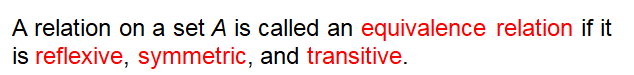 A relation on a set A is called an equivalence relation if it
is reflexive, symmetric, and transitive.